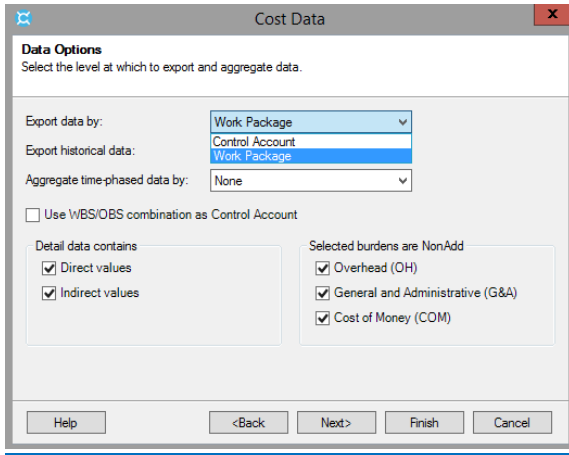 Cost Data
x
Data Options
Select the level at which to export and aggregate data.
Export data by: Work Package
Control Account
Export historical data: Work Package
Aggregate time-phased data by: None
Use WBS/OBS combination as Control Account
Detail data contains
Direct values
Indirect values
Selected burdens are NonAdd
Overhead (OH)
General and Administrative (G&A)
Cost of Money (COM)
Help <Back Next> Finish Cancel